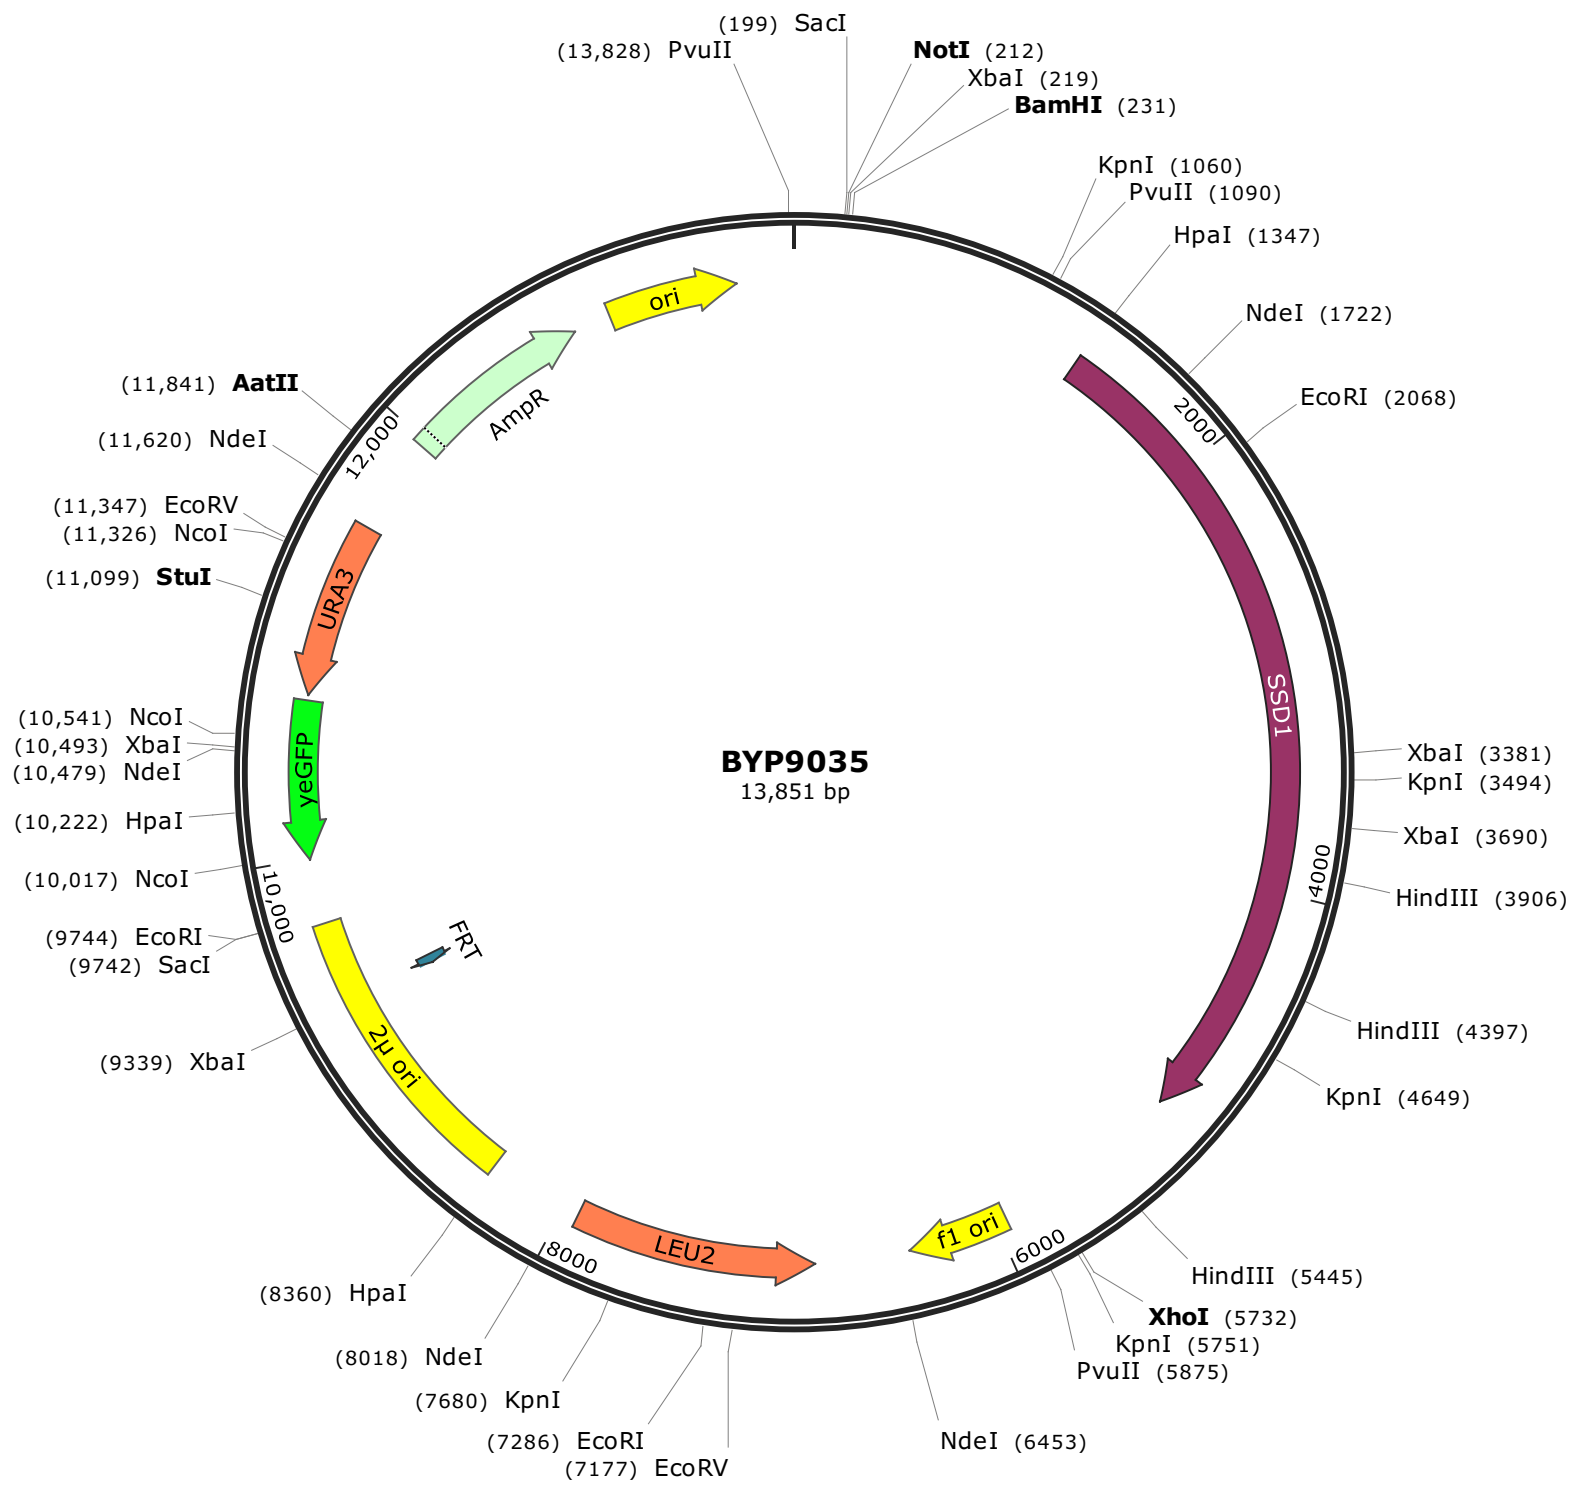 (199) SacI
(13,828) PvuII
NotI (212)
XbaI (219)
BamHI (231)
KpnI (1060)
PvuII (1090)
HpaI (1347)
NdeI (1722)
EcoRI (2068)
XbaI (3381)
KpnI (3494)
XbaI (3690)
HindIII (3906)
HindIII (4397)
KpnI (4649)
HindIII (5445)
XhoI (5732)
KpnI (5751)
PvuII (5875)
NdeI (6453)
(7177) EcoRV
(7286) EcoRI
(7680) KpnI
(8018) NdeI
(8360) HpaI
(9339) XbaI
(9742) SacI
(9744) EcoRI
(10,017) NcoI
(10,222) HpaI
(10,479) NdeI
(10,493) XbaI
(10,541) NcoI
(11,099) StuI
(11,326) NcoI
(11,347) EcoRV
(11,620) NdeI
(11,841) AatII
2000
4000
6000
8000
10,000
12,000
ori
AmpR
URA3
yeGFP
FRT
2μ ori
LEU2
f1 ori
SSD1
BYP9035
13,851 bp